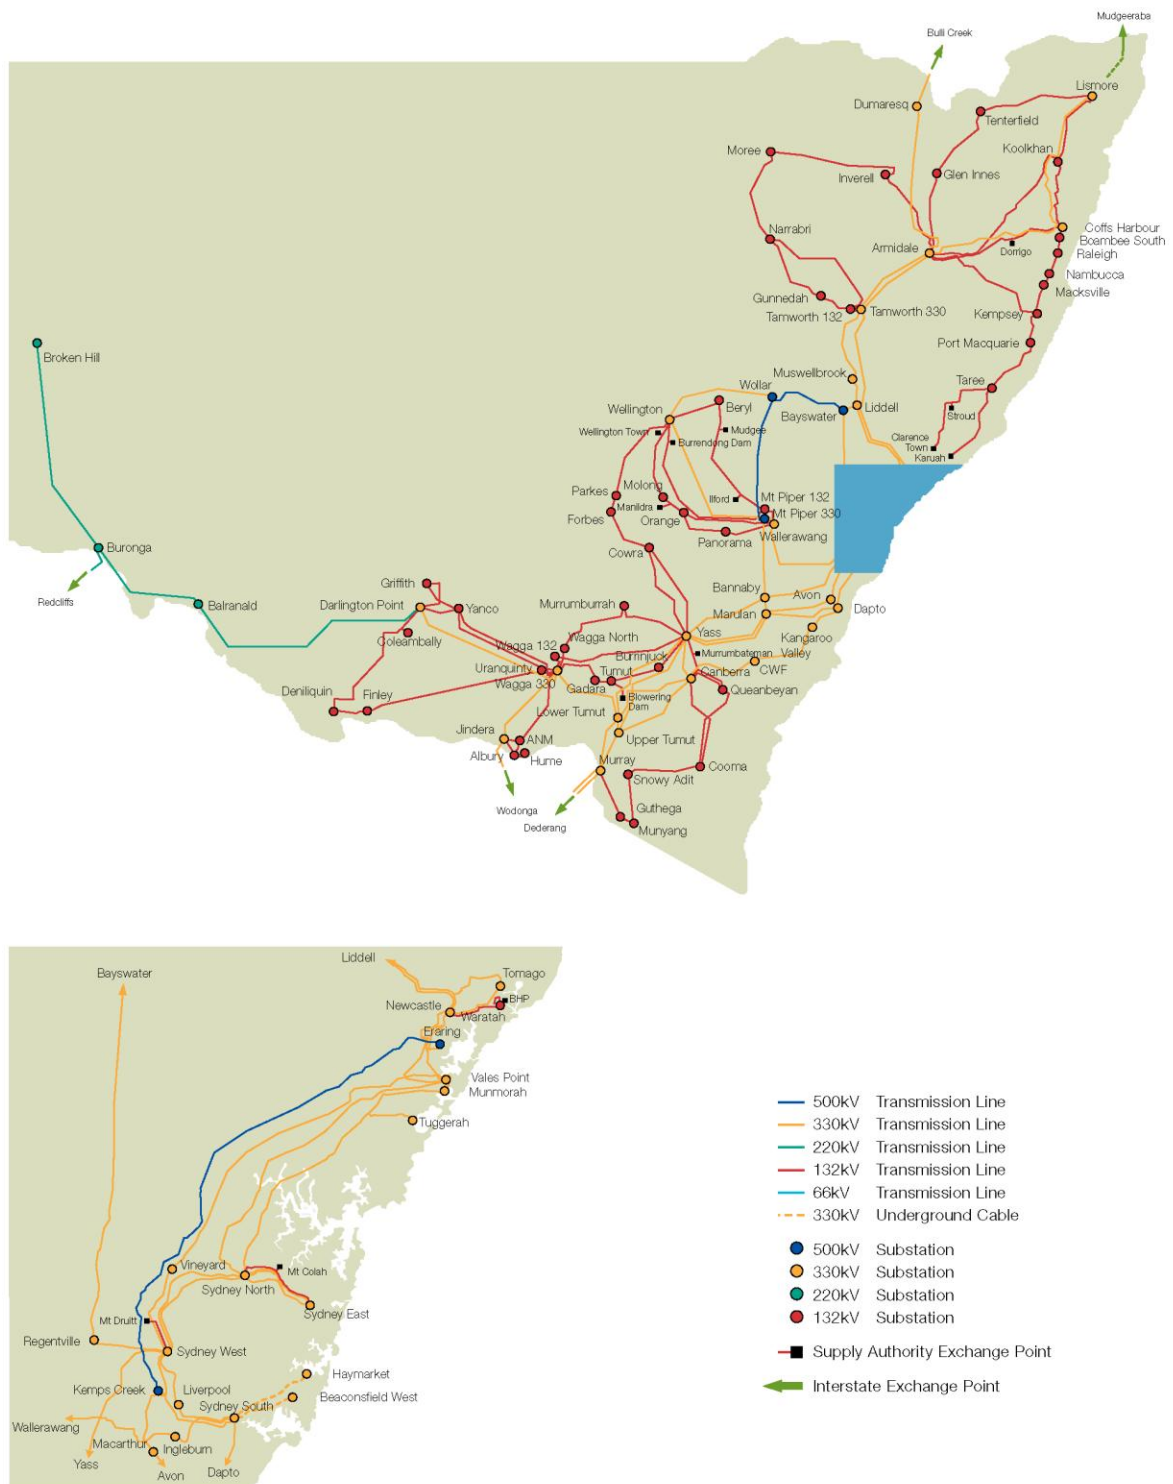 Mudgeeraba
Bulli Creek
Lismore
Dumaresq
Tenterfield
Koolkhan
Moree
Inverell
Glen Innes
Narrabri
Coffs Harbour
Boambee South
Armidale
Dorrigo
Raleigh
Nambucca
Macksville
Gunnedah
Tamworth 132
Tamworth 330
Kempsey
Port Macquarie
Broken Hill
Muswellbrook
Wollar
Taree
Beryl
Bayswater
Liddell
Wellington
Stroud
Wellington Town
Mudgee
Burrendong Dam
Clarence
Town
Karuah
Parkes
Molong
Ilford
Mt Piper 132
Manildra
Mt Piper 330
Forbes
Orange
Wallerawang
Panorama
Buronga
Cowra
Redcliffs
Griffith
Bannaby
Avon
Balranald
Darlington Point
Yanco
Murrumburrah
Marulan
Dapto
Coleambally
Wagga North
Yass
Kangaroo
Valley
Wagga 132
Burrinjuck
Murrumbateman
CWF
Uranquinty
Tumut
Canberra
Wagga 330
Gadara
Queanbeyan
Deniliquin
Finley
Blowering
Dam
Lower Tumut
Jindera
ANM
Upper Tumut
Albury
Hume
Murray
Cooma
Snowy Adit
Wodonga
Guthega
Dederang
Munyang
Liddell
Bayswater
Tomago
BHP
Newcastle
Waratah
Eraring
Vales Point
Munmorah
Tuggerah
Vineyard
Mt Colah
Sydney North
Sydney East
Mt Druitt
Regentville
Sydney West
Haymarket
Kemps Creek
Liverpool
Beaconsfield West
Sydney South
Wallerawang
Macarthur
Ingleburn
Yass
Avon
Dapto
500kV Transmission Line
330kV Transmission Line
220kV Transmission Line
132kV Transmission Line
66kV Transmission Line
330kV Underground Cable
500kV Substation
330kV Substation
220kV Substation
132kV Substation
Supply Authority Exchange Point
Interstate Exchange Point